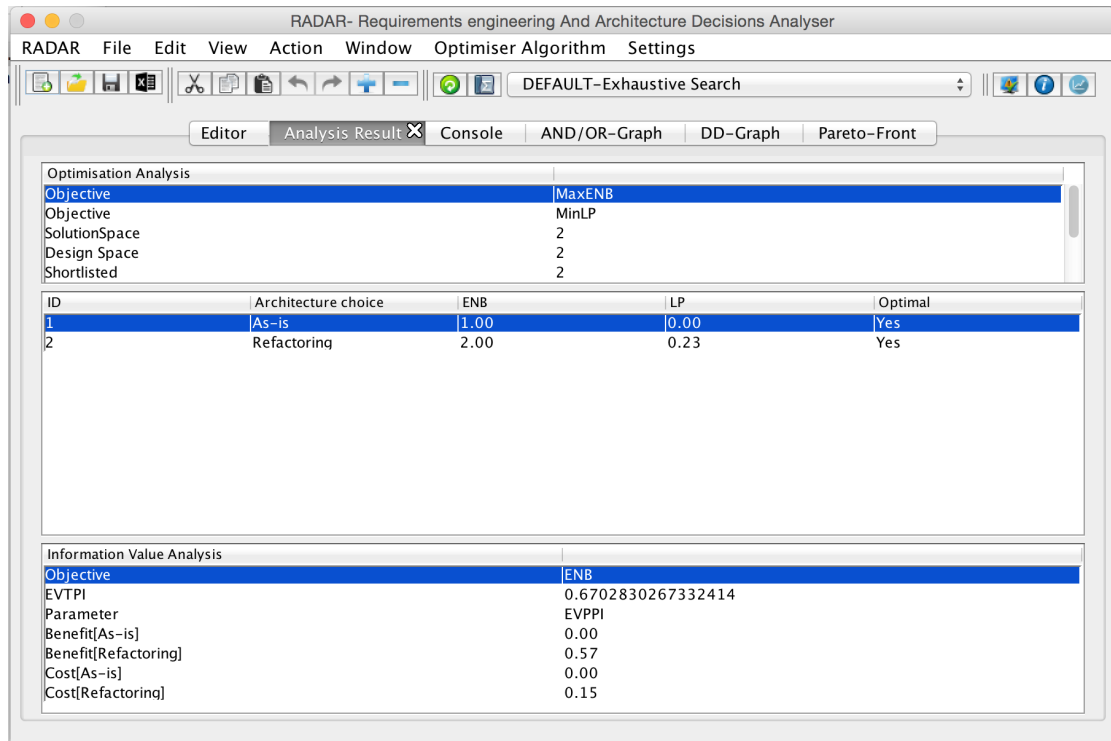 RADAR- Requirements engineering And Architecture Decisions Analyser
RADAR File Edit View Action Window Optimiser Algorithm Settings
DEFAULT-Exhaustive Search
Editor Analysis Result Console AND/OR-Graph DD-Graph Pareto-Front
Optimisation Analysis
Objective MaxENB
Objective MinLP
SolutionSpace 2
Design Space 2
Shortlisted 2
ID Architecture choice ENB LP Optimal
1 As-is 1.00 0.00 Yes
2 Refactoring 2.00 0.23 Yes
Information Value Analysis
Objective ENB
EVTPI 0.6702830267332414
Parameter EVPPI
Benefit[As-is] 0.00
Benefit[Refactoring] 0.57
Cost[As-is] 0.00
Cost[Refactoring] 0.15